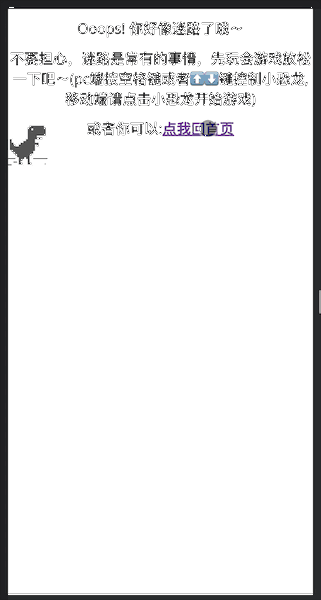 Ooops! 你好像迷路了哦～
不要担心，迷路是常有的事情，先玩会游戏放松
一下吧～(pc端按空格键或者⬆️⬇️键控制小恐龙,
移动端请点击小恐龙开始游戏)
或者你可以:点我回首页